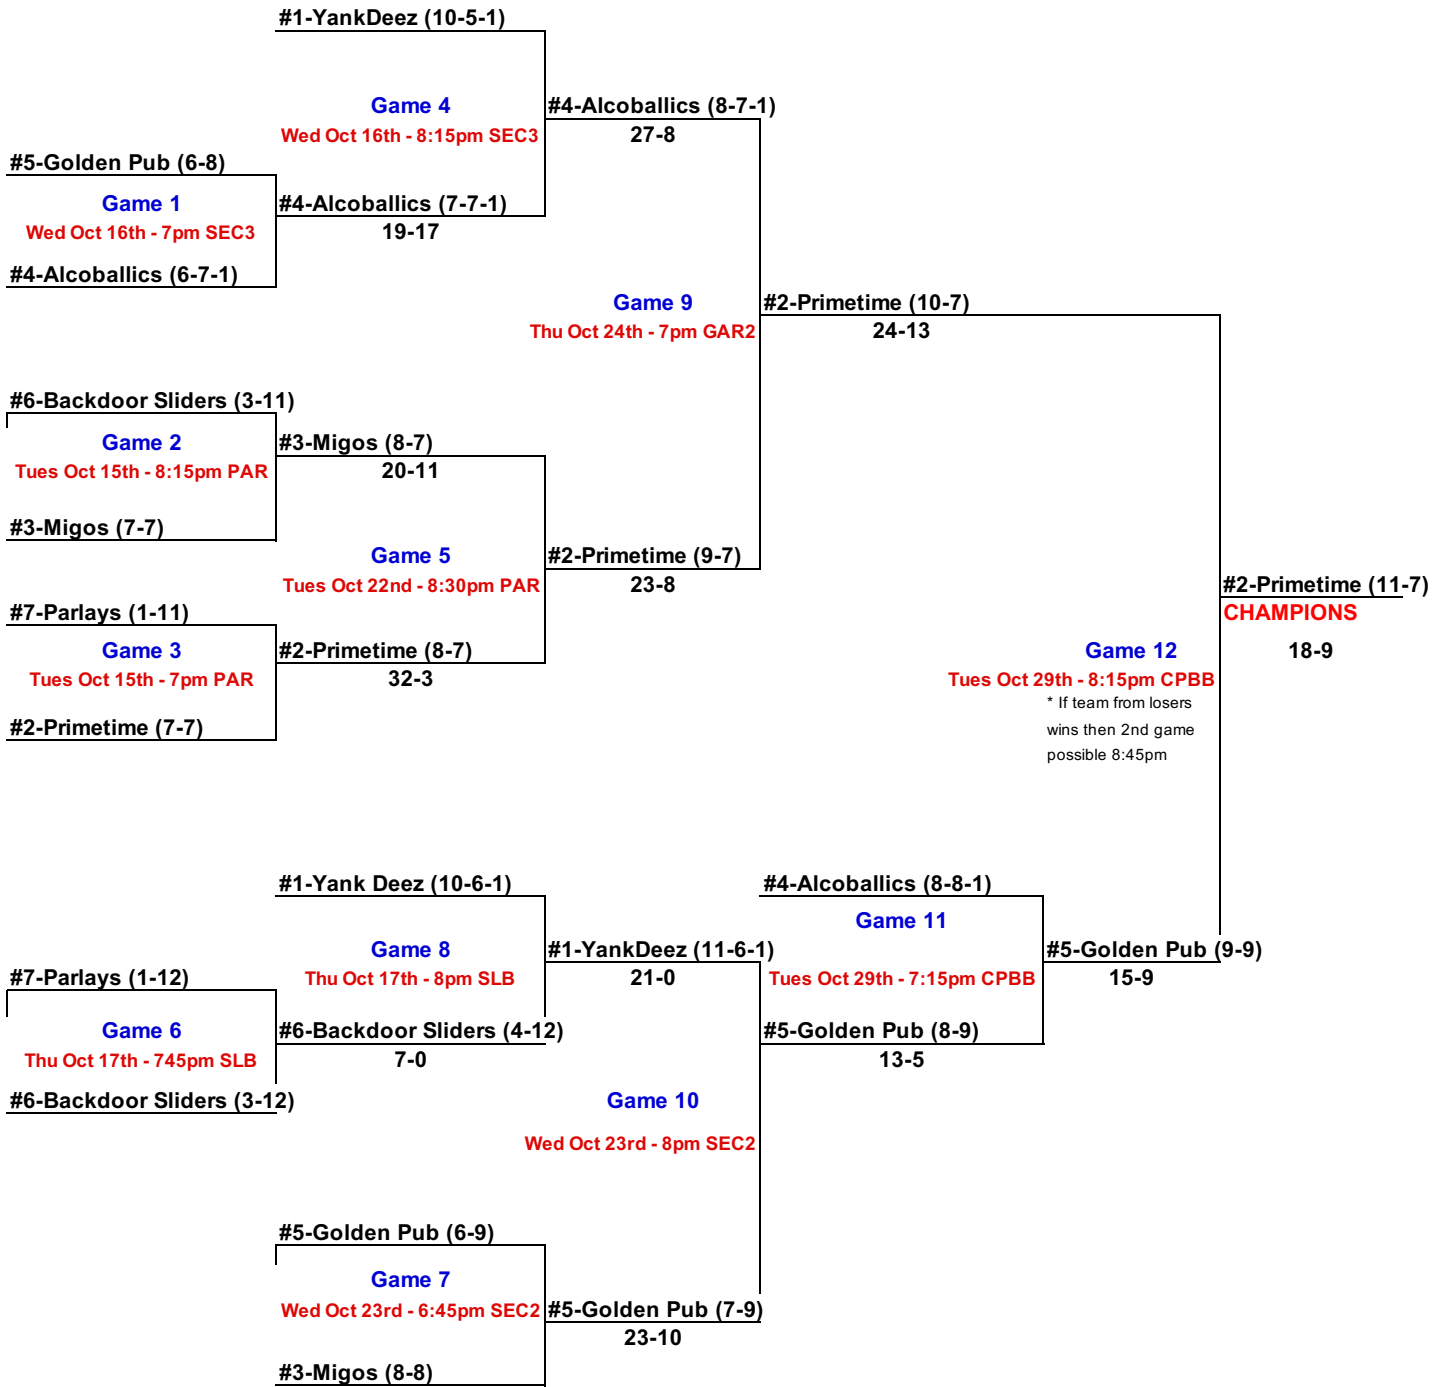 #1-YankDeez (10-5-1)
Game 4
#4-Alcoballics (8-7-1)
Wed Oct 16th - 8:15pm SEC3
27-8
#5-Golden Pub (6-8)
Game 1
#4-Alcoballics (7-7-1)
Wed Oct 16th - 7pm SEC3
19-17
#4-Alcoballics (6-7-1)
Game 9
#2-Primetime (10-7)
Thu Oct 24th - 7pm GAR2
24-13
#6-Backdoor Sliders (3-11)
Game 2
#3-Migos (8-7)
Tues Oct 15th - 8:15pm PAR
20-11
#3-Migos (7-7)
Game 5
#2-Primetime (9-7)
Tues Oct 22nd - 8:30pm PAR
23-8
#2-Primetime (11-7)
#7-Parlays (1-11)
CHAMPIONS
Game 3
#2-Primetime (8-7)
Game 12
18-9
Tues Oct 15th - 7pm PAR
32-3
Tues Oct 29th - 8:15pm CPBB
* If team from losers
wins then 2nd game
possible 8:45pm
#2-Primetime (7-7)
#1-Yank Deez (10-6-1)
#4-Alcoballics (8-8-1)
Game 11
Game 8
#1-YankDeez (11-6-1)
#5-Golden Pub (9-9)
#7-Parlays (1-12)
Thu Oct 17th - 8pm SLB
21-0
Tues Oct 29th - 7:15pm CPBB
15-9
Game 6
#6-Backdoor Sliders (4-12)
#5-Golden Pub (8-9)
Thu Oct 17th - 745pm SLB
7-0
13-5
#6-Backdoor Sliders (3-12)
Game 10
Wed Oct 23rd - 8pm SEC2
#5-Golden Pub (6-9)
Game 7
Wed Oct 23rd - 6:45pm SEC2
#5-Golden Pub (7-9)
23-10
#3-Migos (8-8)